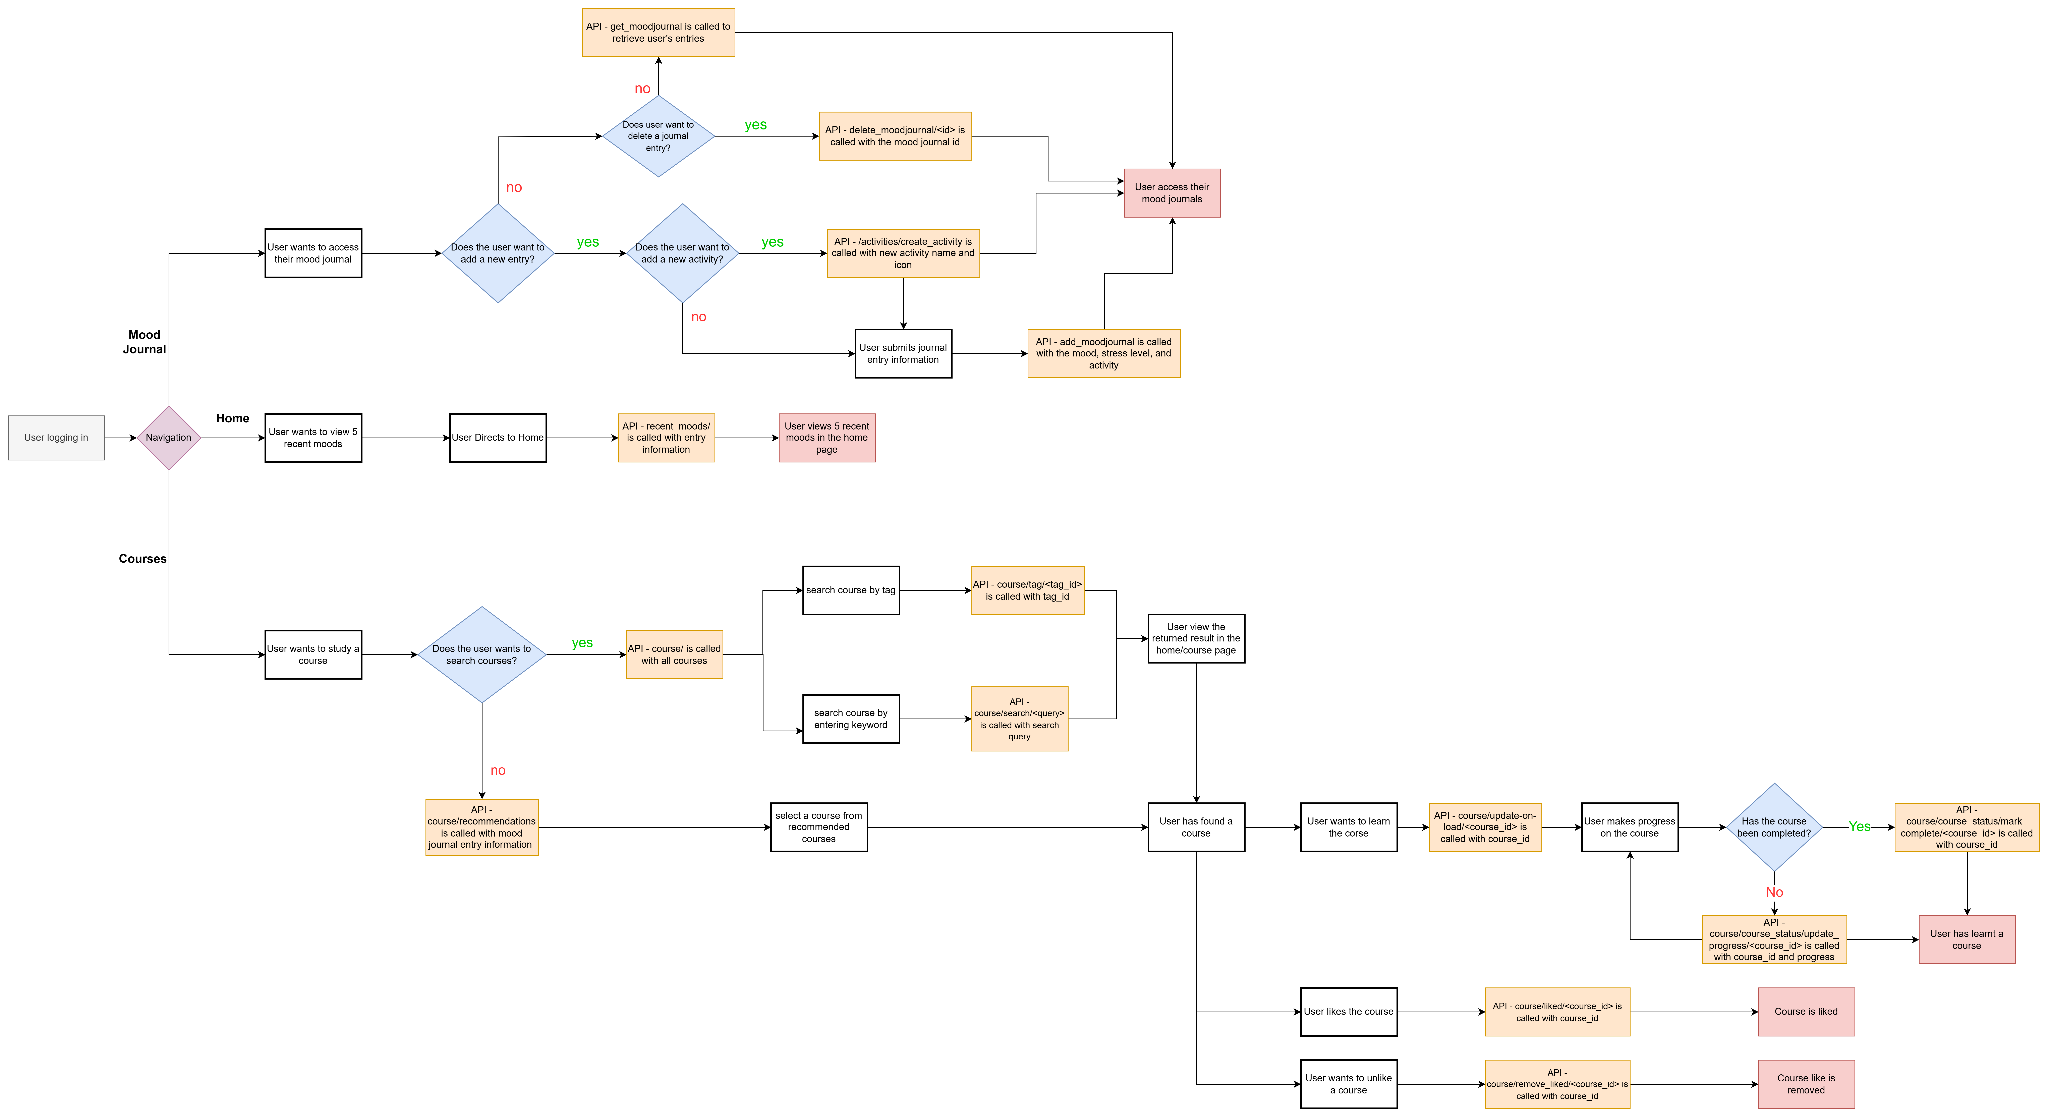 API - get_moodjournal is called to
retrieve user's entries
no
Does user want to
delete a journal
entry?
yes
API - delete_moodjournal/<id> is
called with the mood journal id
User access their
mood journals
no
User wants to access
their mood journal
Does the user want to
add a new entry?
yes
Does the user want to
add a new activity?
yes
API - /activities/create_activity is
called with new activity name and
icon
no
User submits journal
entry information
API - add_moodjournal is called
with the mood, stress level, and
activity
Mood
Journal
User logging in
Navigation
Home
User wants to view 5
recent moods
User Directs to Home
API - recent_moods/
is called with entry
information
User views 5 recent
moods in the home
page
Courses
User wants to study a
course
Does the user wants to
search courses?
yes
API - course/ is called
with all courses
search course by tag
API - course/tag/<tag_id>
is called with tag_id
search course by
entering keyword
API -
course/search/<query>
is called with search
query
User view the
returned result in the
home/course page
no
API -
course/recommendations
is called with mood
journal entry information
select a course from
recommended
courses
User has found a
course
User wants to learn
the corse
API - course/update-on-
load/<course_id> is
called with course_id
User makes progress
on the course
Has the course
been completed?
Yes
API -
course/course_status/mark_
complete/<course_id> is called
with course_id
No
API -
course/course_status/update_
progress/<course_id> is called
with course_id and progress
User has learnt a
course
User likes the course
API - course/liked/<course_id> is
called with course_id
Course is liked
User wants to unlike
a course
API -
course/remove_liked/<course_id> is
called with course_id
Course like is
removed